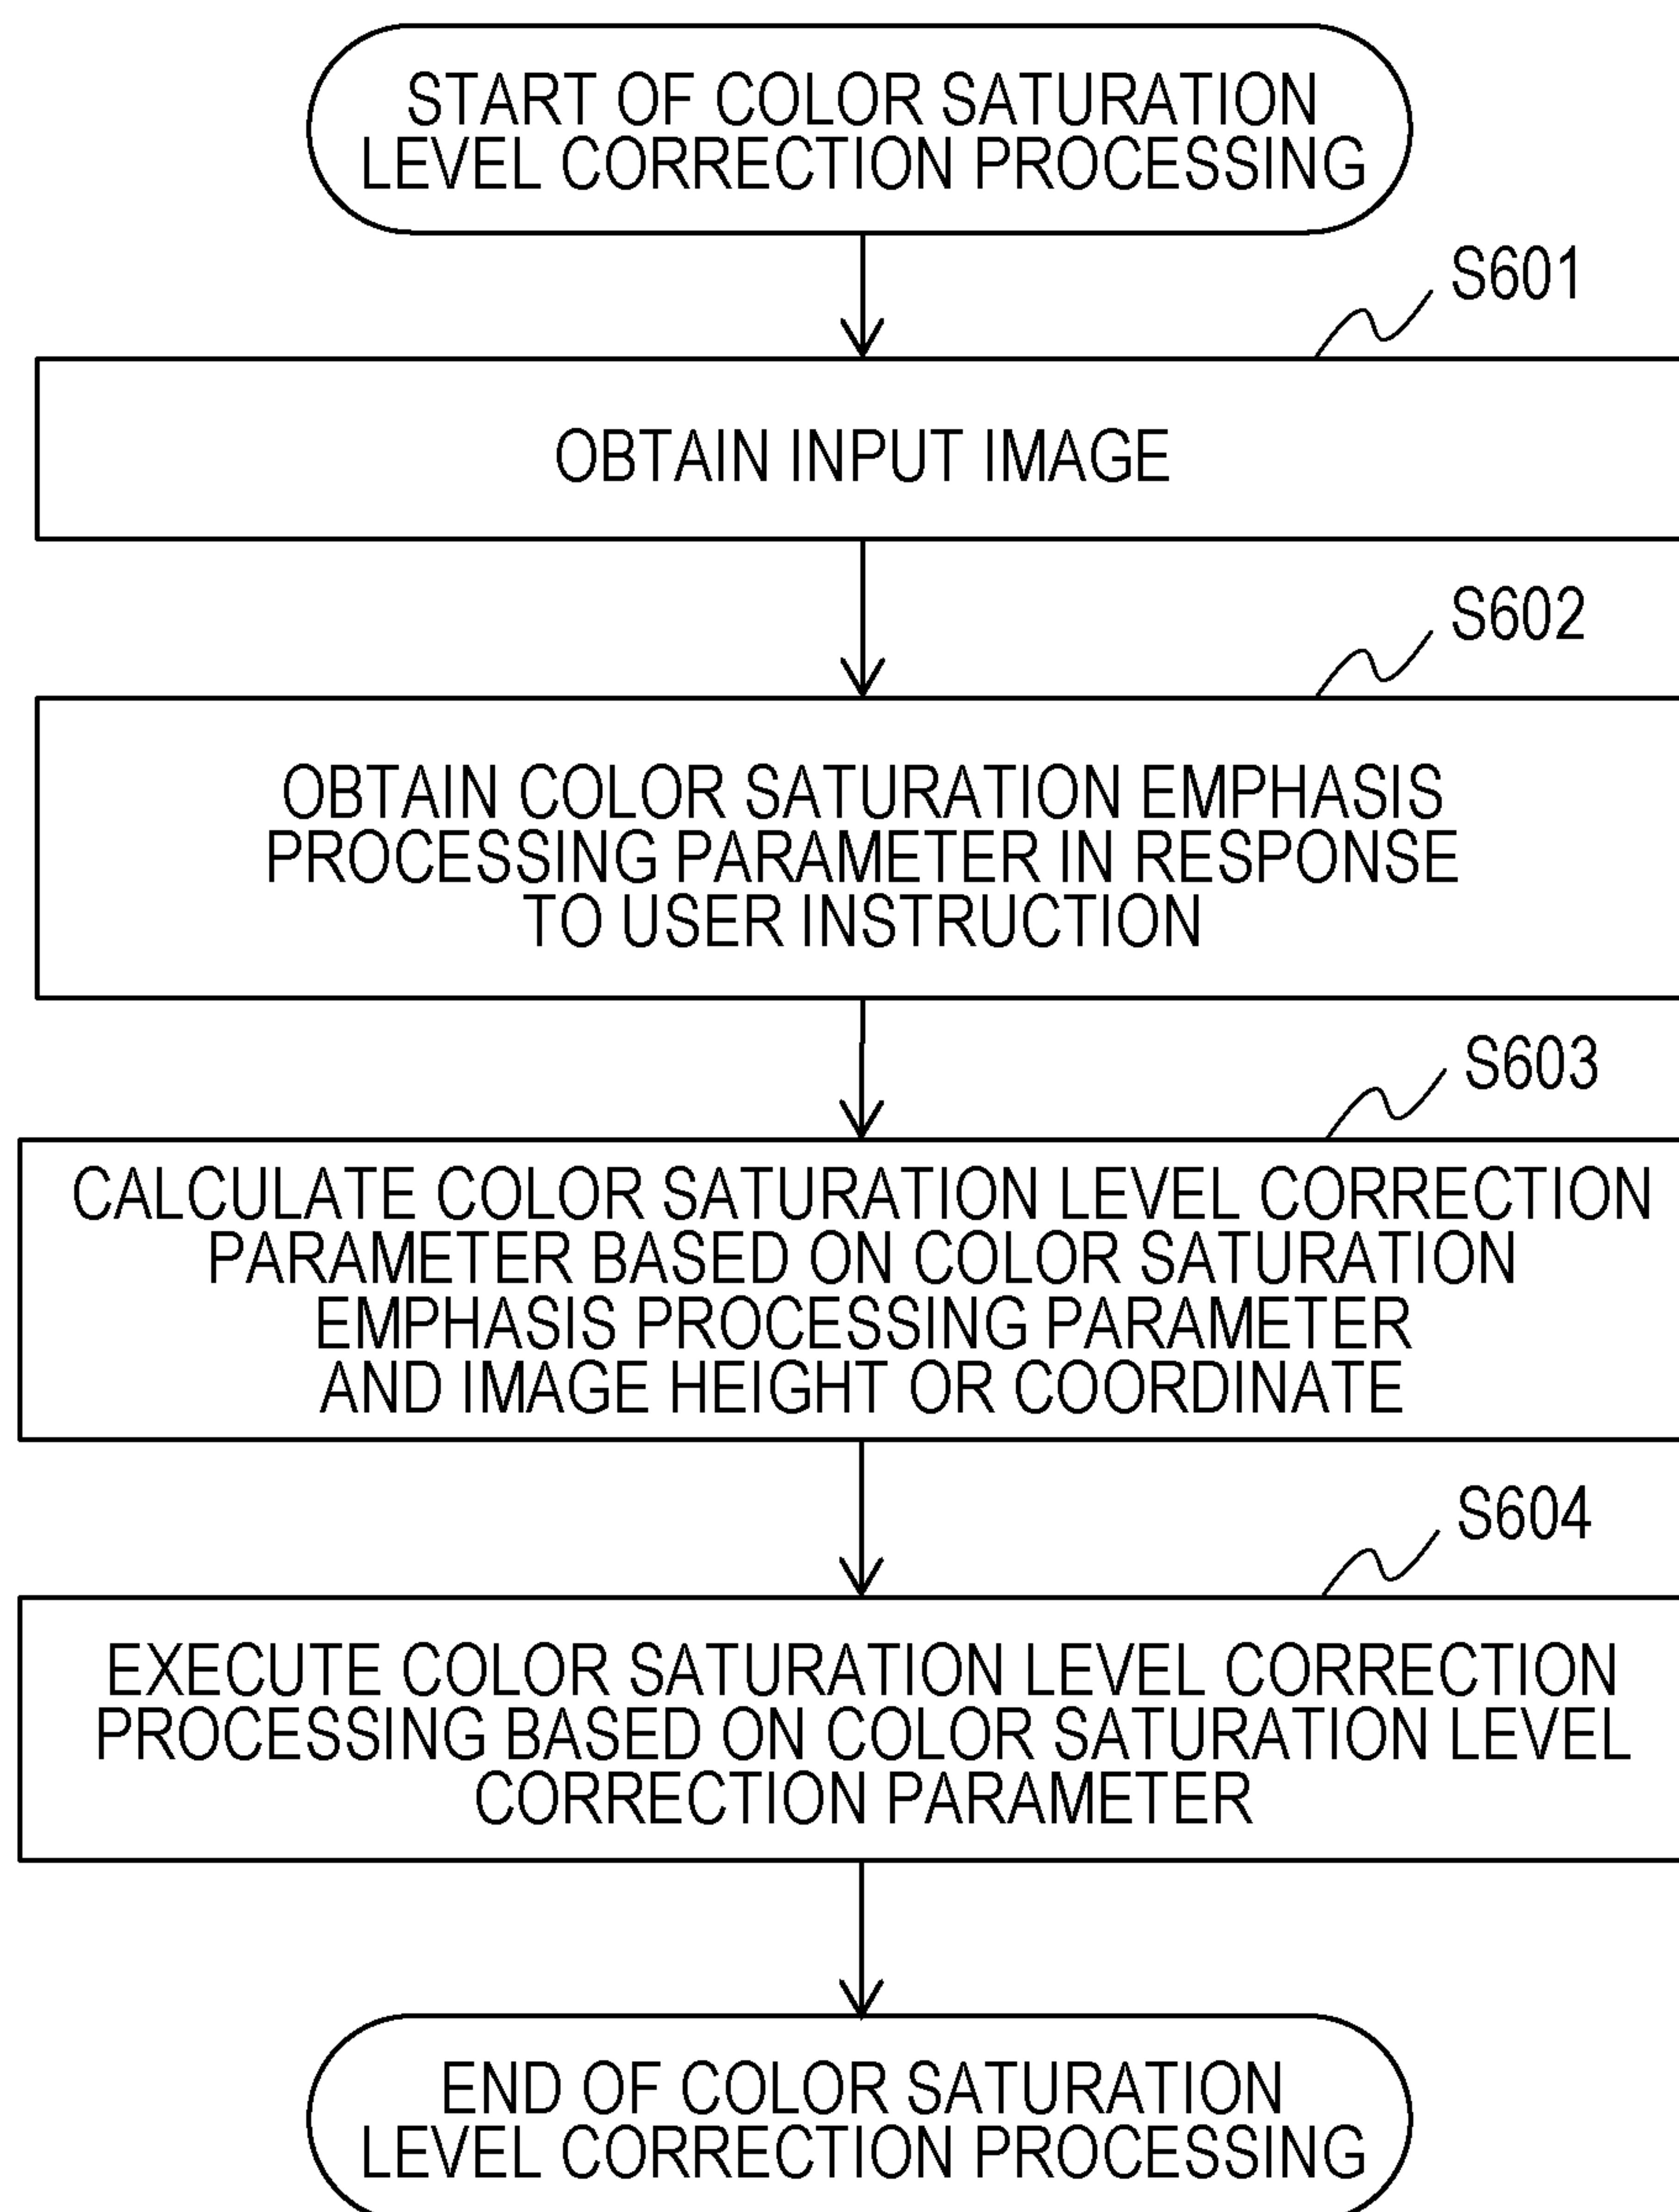 START OF COLOR SATURATION
LEVEL CORRECTION PROCESSING
S601
OBTAIN INPUT IMAGE
S602
OBTAIN COLOR SATURATION EMPHASIS
PROCESSING PARAMETER IN RESPONSE
TO USER INSTRUCTION
S603
CALCULATE COLOR SATURATION LEVEL CORRECTION
PARAMETER BASED ON COLOR SATURATION
EMPHASIS PROCESSING PARAMETER
AND IMAGE HEIGHT OR COORDINATE
S604
EXECUTE COLOR SATURATION LEVEL CORRECTION
PROCESSING BASED ON COLOR SATURATION LEVEL
CORRECTION PARAMETER
END OF COLOR SATURATION
LEVEL CORRECTION PROCESSING